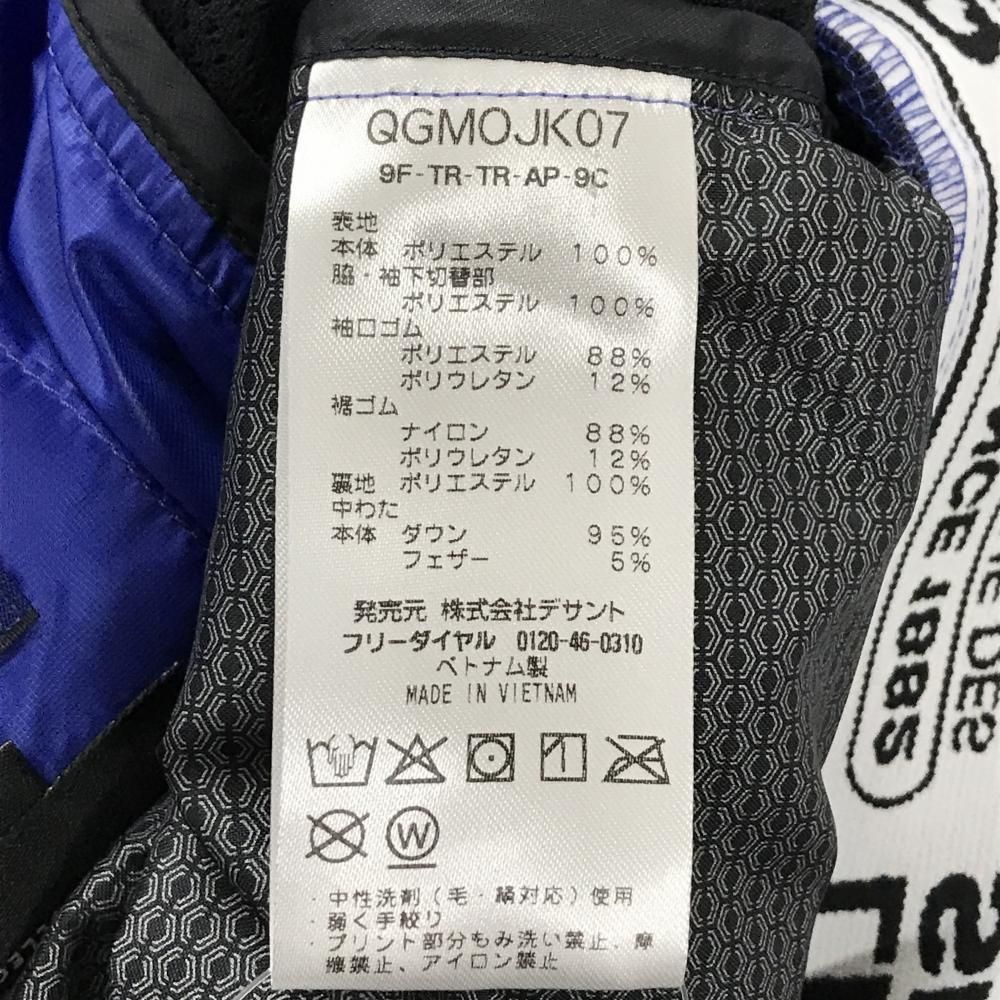 QGMOJK07
9F-TR-TR-AP-9C
表地
本体 ポリエステル 100%
脇・袖下切替部
ポリエステル 100%
袖口ゴム
ポリエステル 88%
ポリウレタン 12%
裾ゴム
ナイロン 88%
ポリウレタン 12%
裏地 ポリエステル 100%
中わた
本体 ダウン 95%
フェザー 5%
発売元 株式会社デサント
フリーダイヤル 0120-46-0310
ベトナム製
MADE IN VIETNAM
W
・中性洗剤（毛・絹対応）使用
・弱く手絞り
・プリント部分もみ洗い禁止、摩
擦禁止、アイロン禁止
NCE 1885
DES